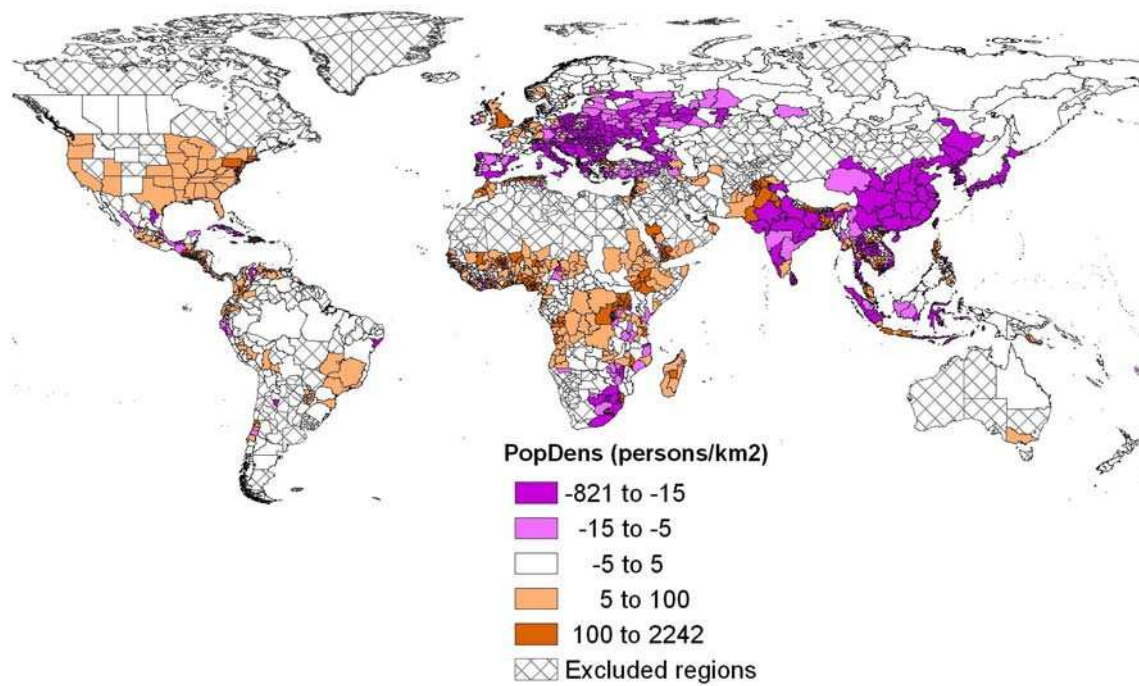 PopDens (persons/km2)
-821 to -15
-15 to -5
-5 to 5
5 to 100
100 to 2242
Excluded regions